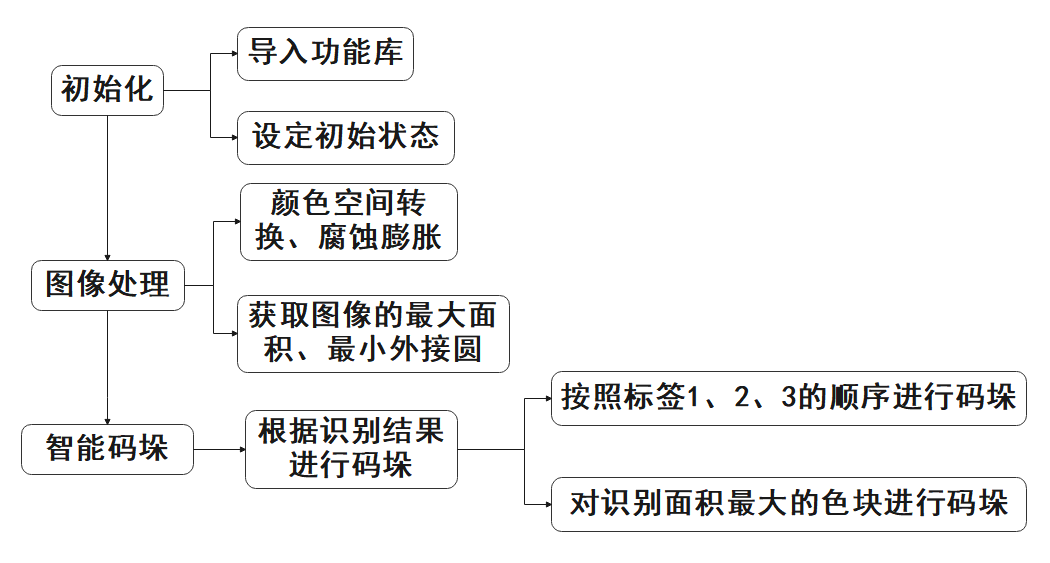 导入功能库
初始化
设定初始状态
颜色空间转
换、腐蚀膨胀
图像处理
获取图像的最大面
积、最小外接圆
按照标签1、2、3的顺序进行码垛
智能码垛
根据识别结果
进行码垛
对识别面积最大的色块进行码垛